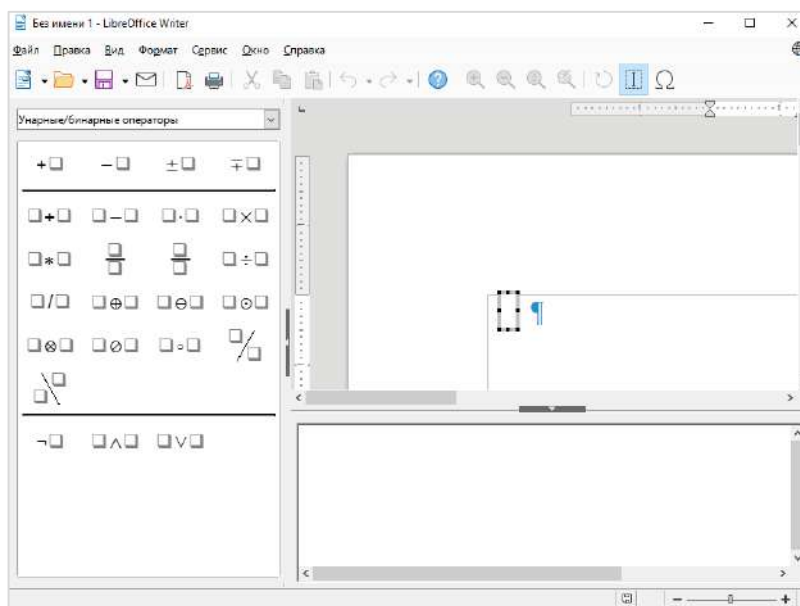 Без имени 1 - LibreOffice Writer
Файл Правка Вид Формат Сервис Окно Справка
Унарные/бинарные операторы
+□ −□ ±□ ∓□
□+□ □−□ □·□ □×□
□∗□ □/□ □/□ □÷□
□/□ □⊕□ □⊖□ □⊙□
□⊗□ □⊘□ □∘□ □/□
□\□
¬□ □∧□ □∨□
¶